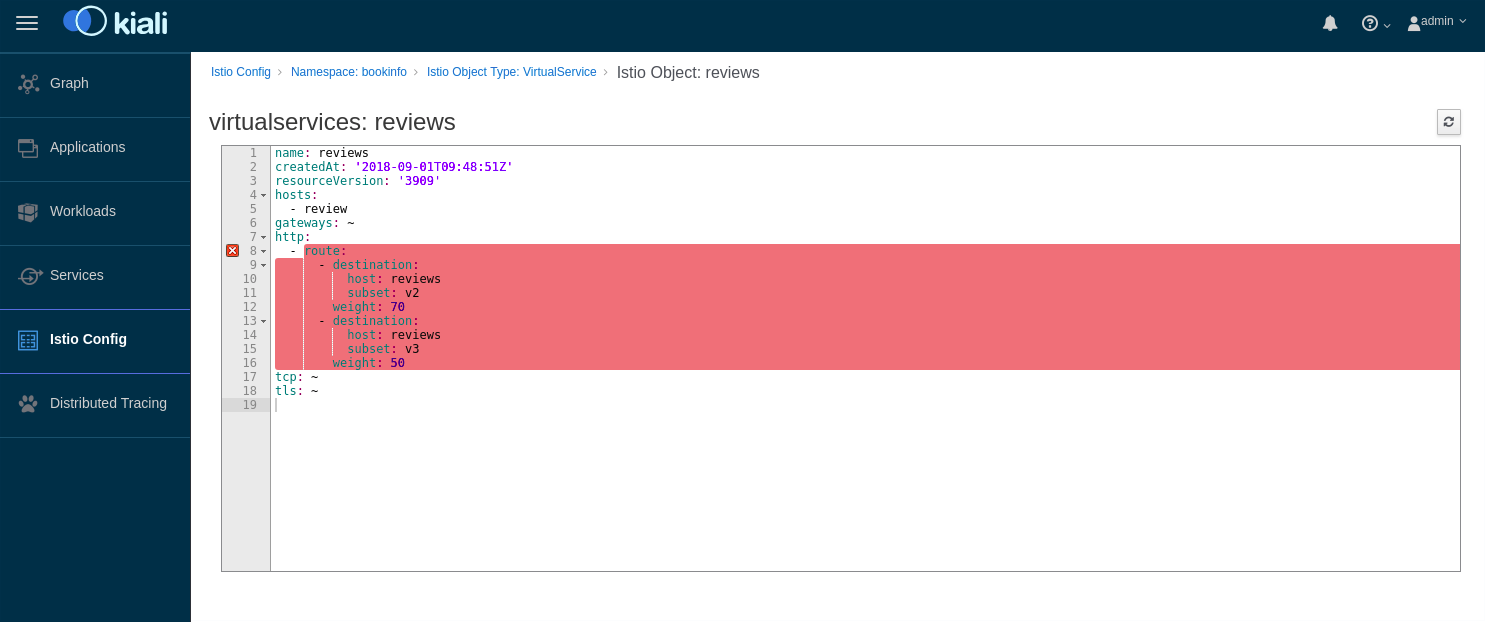 kiali
admin
Graph
Applications
Workloads
Services
Istio Config
Distributed Tracing
Istio Config > Namespace: bookinfo > Istio Object Type: VirtualService > Istio Object: reviews
virtualservices: reviews
1 name: reviews
2 createdAt: '2018-09-01T09:48:51Z'
3 resourceVersion: '3909'
4 hosts:
5   - review
6 gateways: ~
7 http:
8   - route:
9       - destination:
10           host: reviews
11           subset: v2
12         weight: 70
13       - destination:
14           host: reviews
15           subset: v3
16         weight: 50
17 tcp: ~
18 tls: ~
19